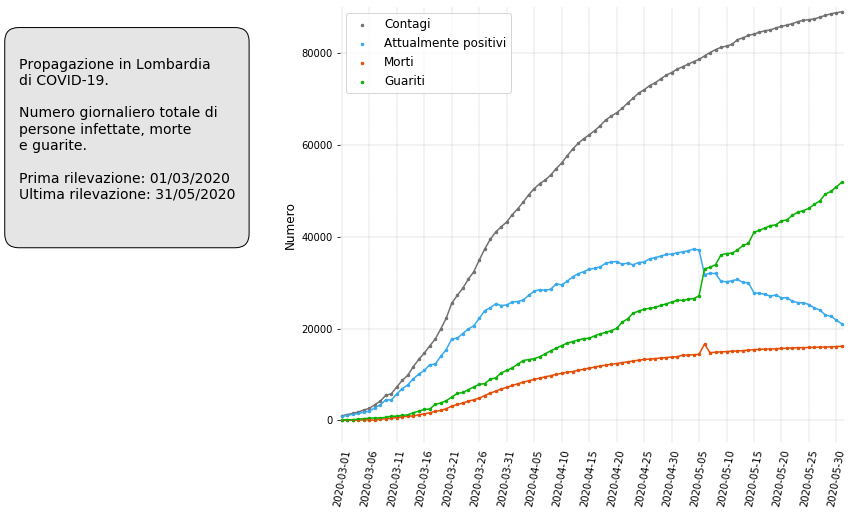 Propagazione in Lombardia
di COVID-19.
Numero giornaliero totale di
persone infettate, morte
e guarite.
Prima rilevazione: 01/03/2020
Ultima rilevazione: 31/05/2020
Contagi
Attualmente positivi
Morti
Guariti
Numero
80000
60000
40000
20000
0
2020-03-01
2020-03-06
2020-03-11
2020-03-16
2020-03-21
2020-03-26
2020-03-31
2020-04-05
2020-04-10
2020-04-15
2020-04-20
2020-04-25
2020-04-30
2020-05-05
2020-05-10
2020-05-15
2020-05-20
2020-05-25
2020-05-30